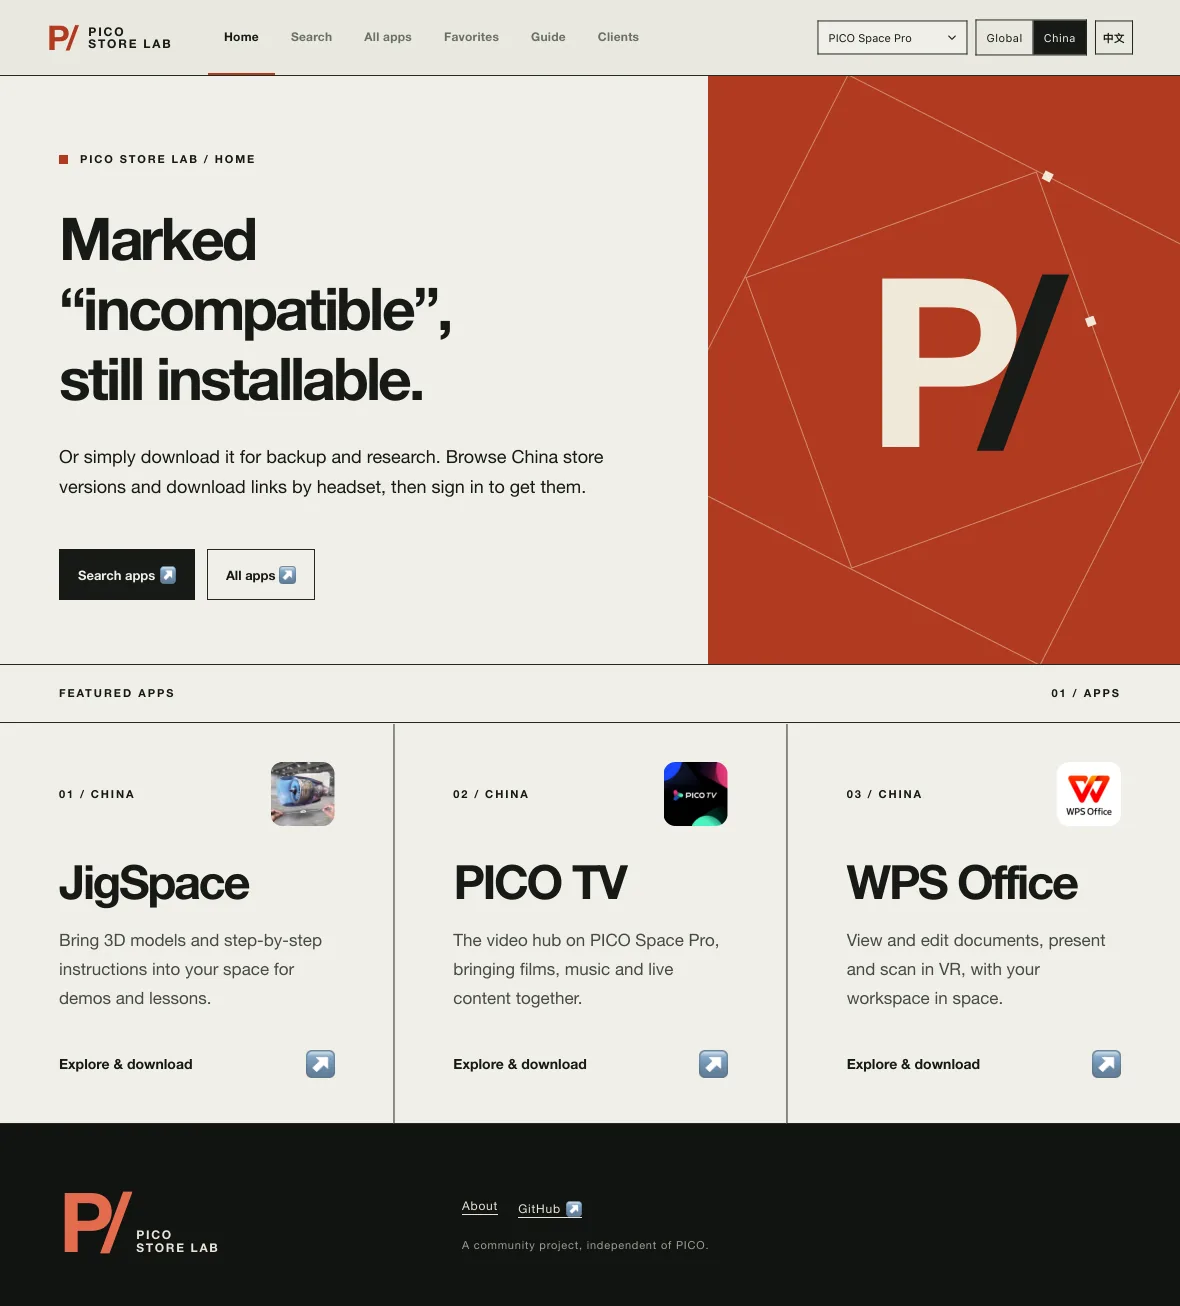 P/ PICO
STORE LAB
Home
Search
All apps
Favorites
Guide
Clients
PICO Space Pro
Global
China
中文
PICO STORE LAB / HOME
Marked
“incompatible”,
still installable.
Or simply download it for backup and research. Browse China store
versions and download links by headset, then sign in to get them.
Search apps
All apps
P/
FEATURED APPS
01 / APPS
01 / CHINA
JigSpace
Bring 3D models and step-by-step
instructions into your space for
demos and lessons.
Explore & download
02 / CHINA
PICO TV
PICO TV
The video hub on PICO Space Pro,
bringing films, music and live
content together.
Explore & download
03 / CHINA
WPS Office
WPS Office
View and edit documents, present
and scan in VR, with your
workspace in space.
Explore & download
P/ PICO
STORE LAB
About
GitHub
A community project, independent of PICO.